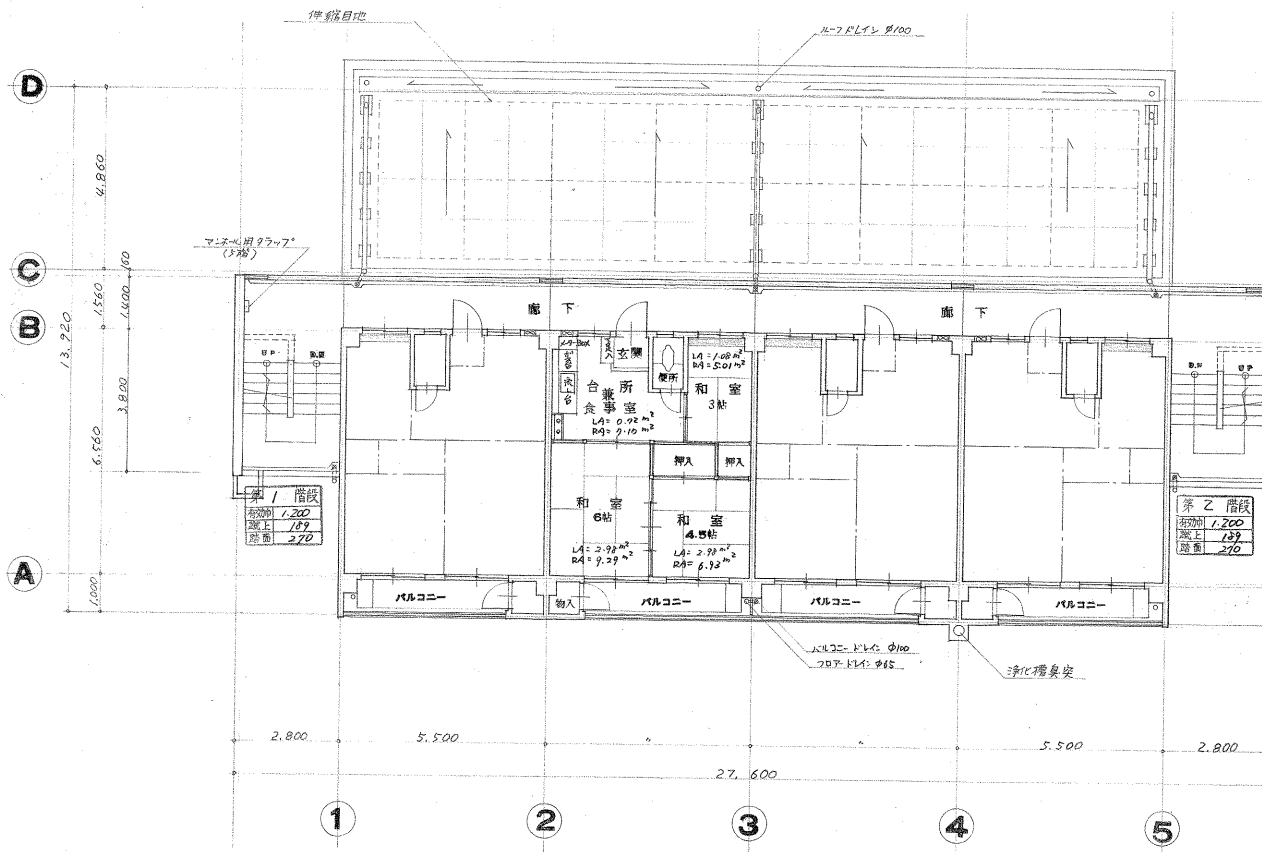 伸縮目地
ルーフドレイン φ100
D
4.860
マンホール用タラップ
(5階)
C
160
1.560
1.400
B
13.920
3.800
6.560
A
1.000
廊下
廊下
UP
D.N
メーターBox
下足入
玄関
便所
LA = 1.08 m²
RA = 5.01 m²
和室
3帖
台所
兼
食事室
流し台
LA = 0.72 m²
RA = 7.10 m²
押入
押入
和室
6帖
LA = 2.98 m²
RA = 9.29 m²
和室
4.5帖
LA = 2.98 m²
RA = 6.93 m²
D.N
UP
第 1 階段
有効巾 1.200
蹴上 189
踏面 270
第 2 階段
有効巾 1.200
蹴上 189
踏面 270
バルコニー
物入
バルコニー
バルコニー
バルコニー
バルコニードレイン φ100
フロアードレイン φ65
浄化槽臭突
2.800
5.500
〃
〃
5.500
2.800
27.600
1
2
3
4
5